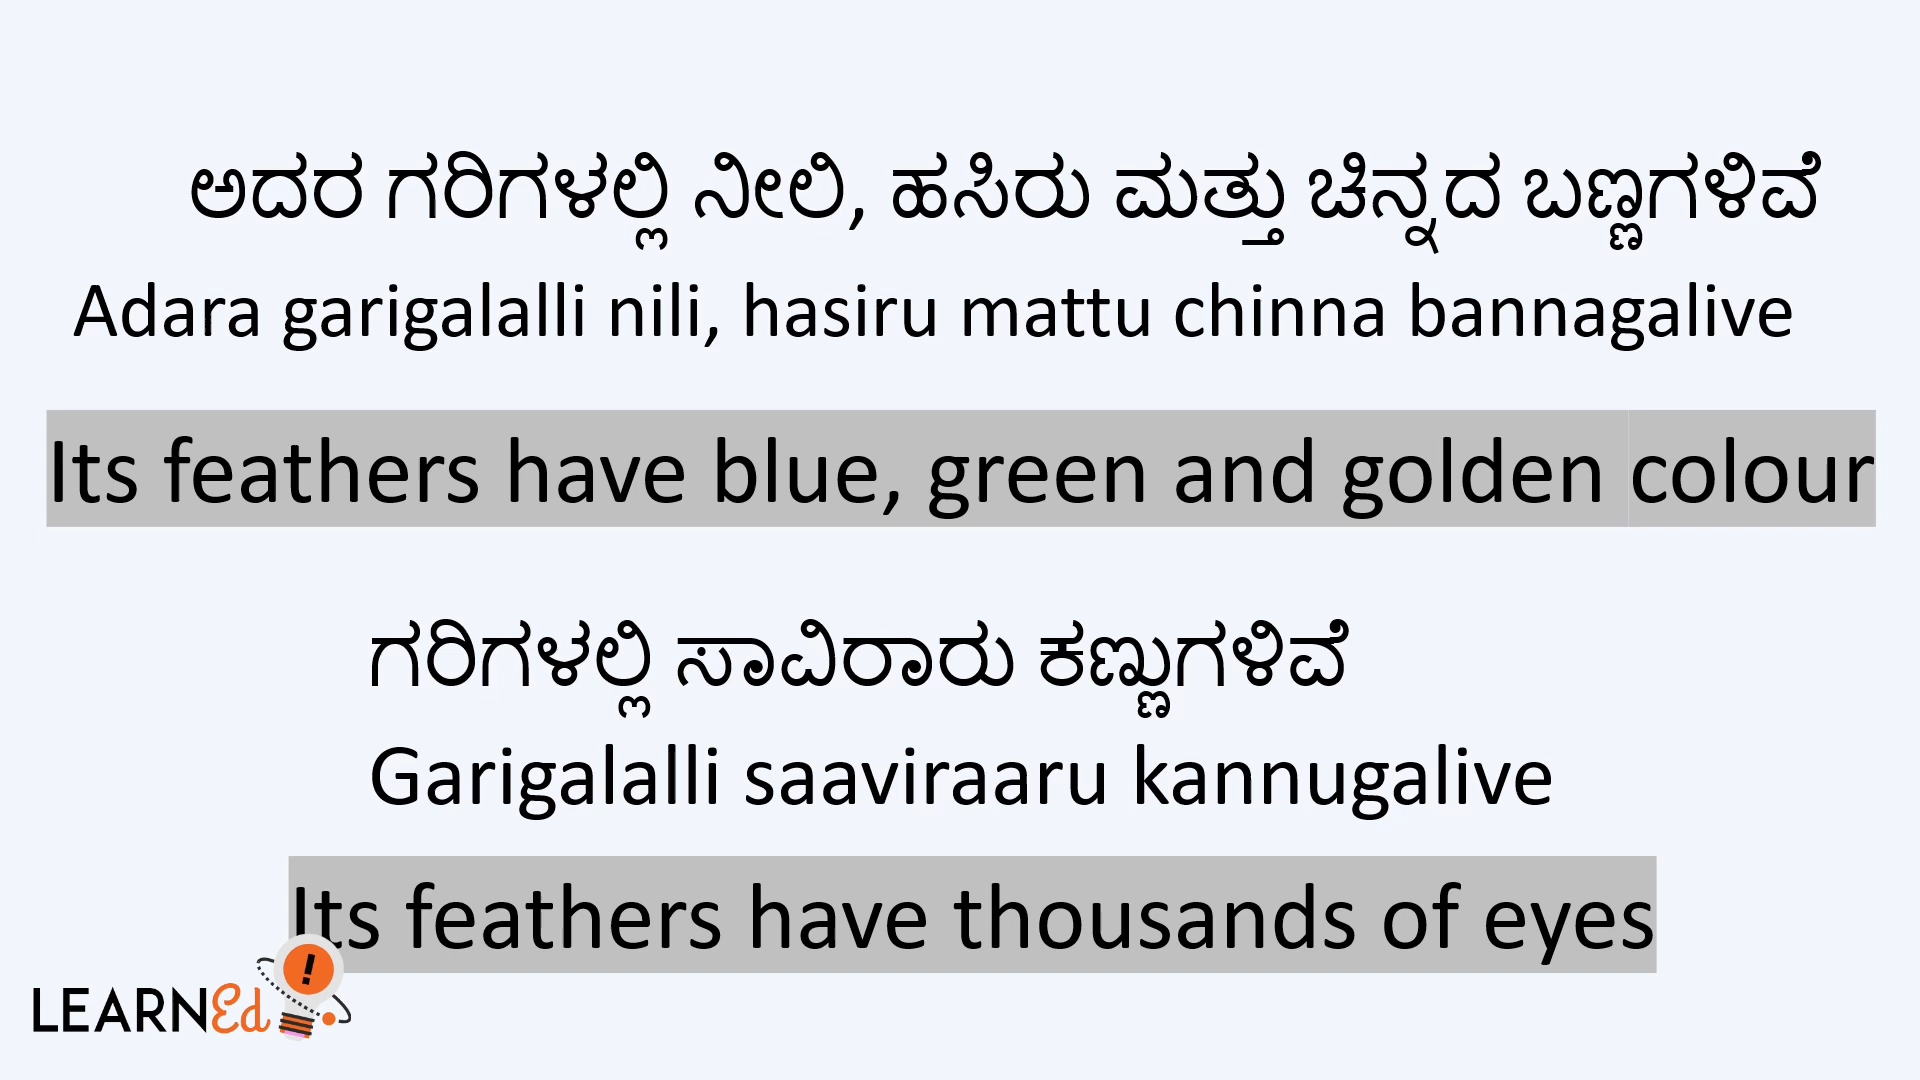 ಅದರ ಗರಿಗಳಲ್ಲಿ ನೀಲಿ, ಹಸಿರು ಮತ್ತು ಚಿನ್ನದ ಬಣ್ಣಗಳಿವೆ
Adara garigalalli nili, hasiru mattu chinna bannagalive
Its feathers have blue, green and golden colour
ಗರಿಗಳಲ್ಲಿ ಸಾವಿರಾರು ಕಣ್ಣುಗಳಿವೆ
Garigalalli saaviraaru kannugalive
Its feathers have thousands of eyes
LEARNEd